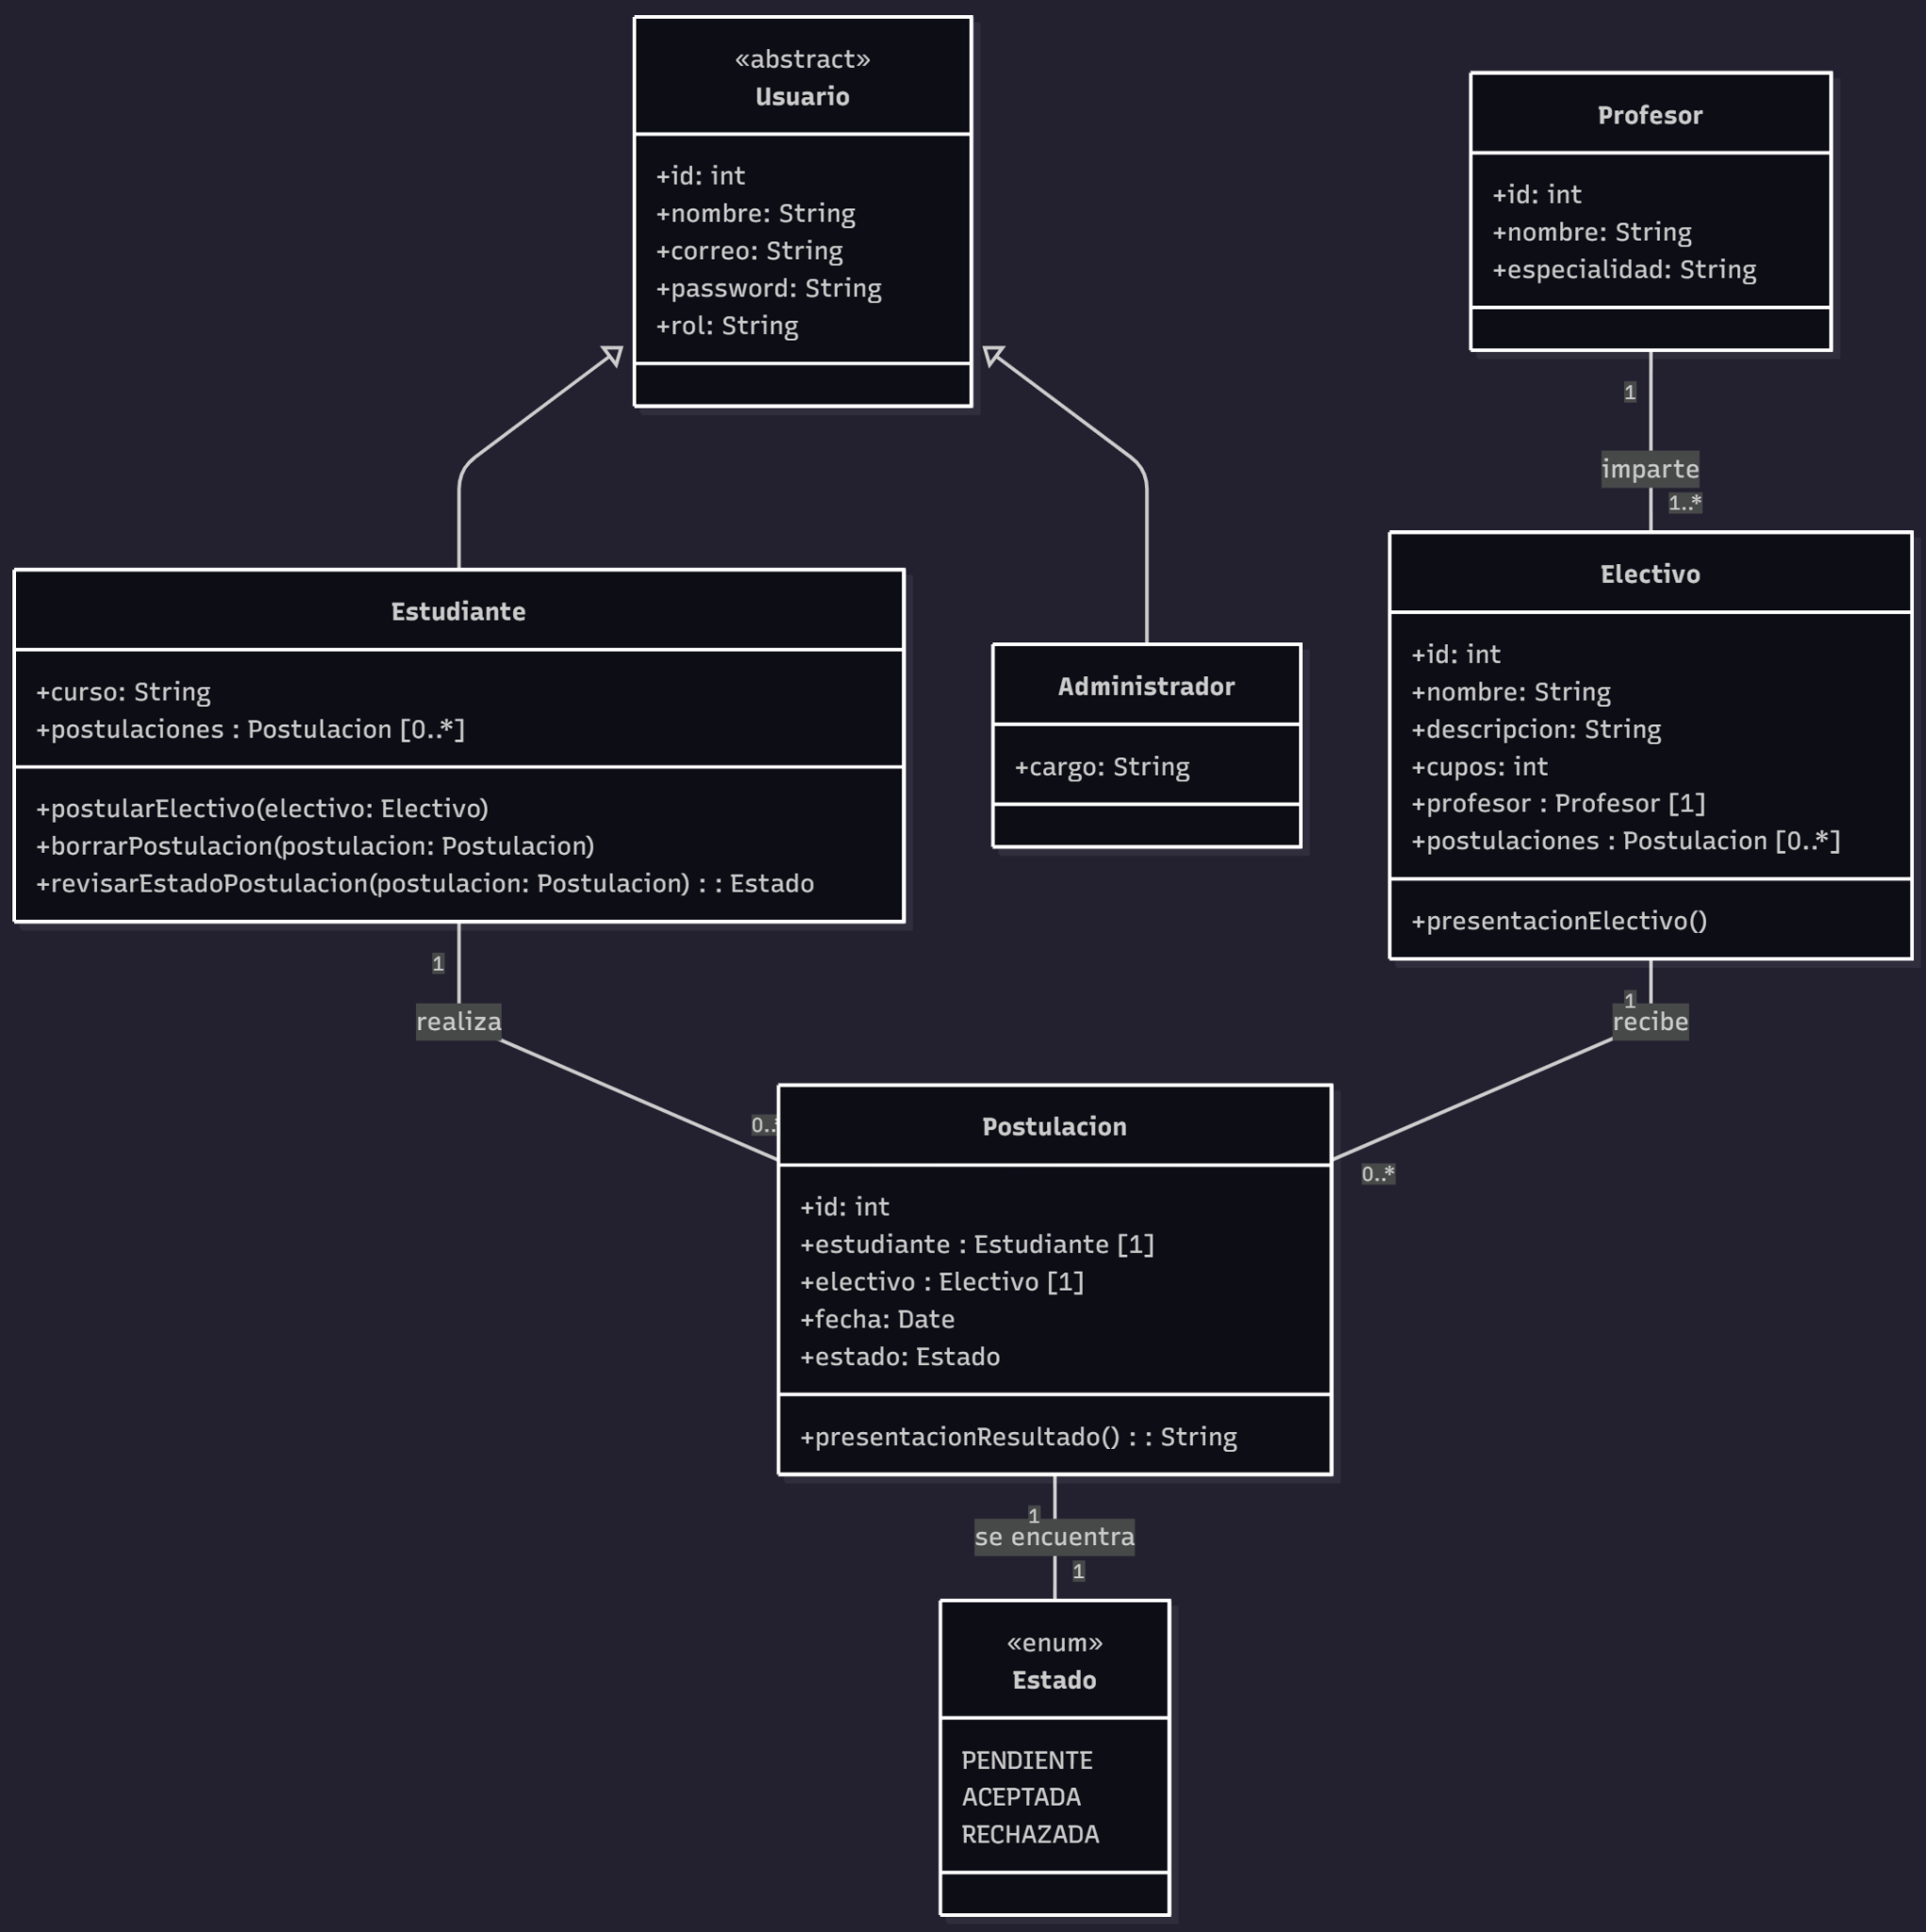 «abstract»
Usuario
+id: int
+nombre: String
+correo: String
+password: String
+rol: String
Profesor
+id: int
+nombre: String
+especialidad: String
1
imparte
1..*
Estudiante
+curso: String
+postulaciones : Postulacion [0..*]
+postularElectivo(electivo: Electivo)
+borrarPostulacion(postulacion: Postulacion)
+revisarEstadoPostulacion(postulacion: Postulacion) : : Estado
Administrador
+cargo: String
Electivo
+id: int
+nombre: String
+descripcion: String
+cupos: int
+profesor : Profesor [1]
+postulaciones : Postulacion [0..*]
+presentacionElectivo()
1
realiza
0..*
1
recibe
0..*
Postulacion
+id: int
+estudiante : Estudiante [1]
+electivo : Electivo [1]
+fecha: Date
+estado: Estado
+presentacionResultado() : : String
1
se encuentra
1
«enum»
Estado
PENDIENTE
ACEPTADA
RECHAZADA